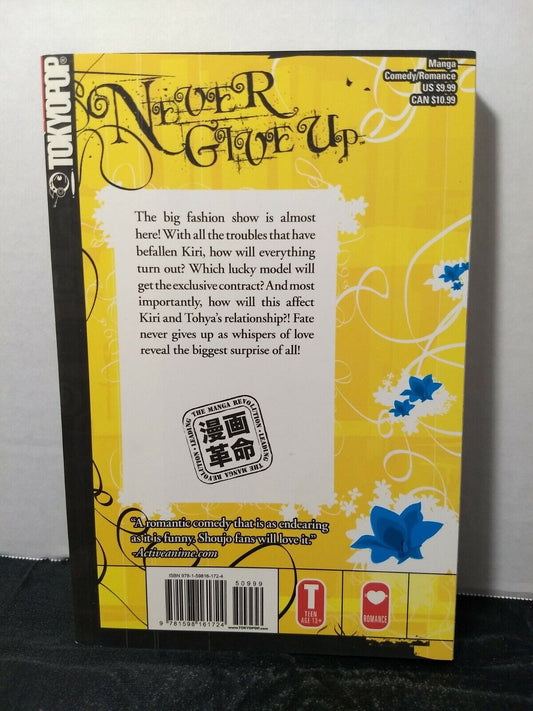 TOKYOPOP®
NEVER
GIVE UP
Manga
Comedy/Romance
US $9.99
CAN $10.99
The big fashion show is almost
here! With all the troubles that have
befallen Kiri, how will everything
turn out? Which lucky model will
get the exclusive contract? And most
importantly, how will this affect
Kiri and Tohya's relationship?! Fate
never gives up as whispers of love
reveal the biggest surprise of all!
LEADING THE MANGA REVOLUTION · LEADING THE MANGA REVOLUTION ·
漫画
革命
"A romantic comedy that is as endearing
as it is funny. Shoujo fans will love it."
-Activeanime.com
ISBN 978-1-59816-172-4
50999
9 781598 161724
www.TOKYOPOP.com
T
TEEN
AGE 13+
ROMANCE